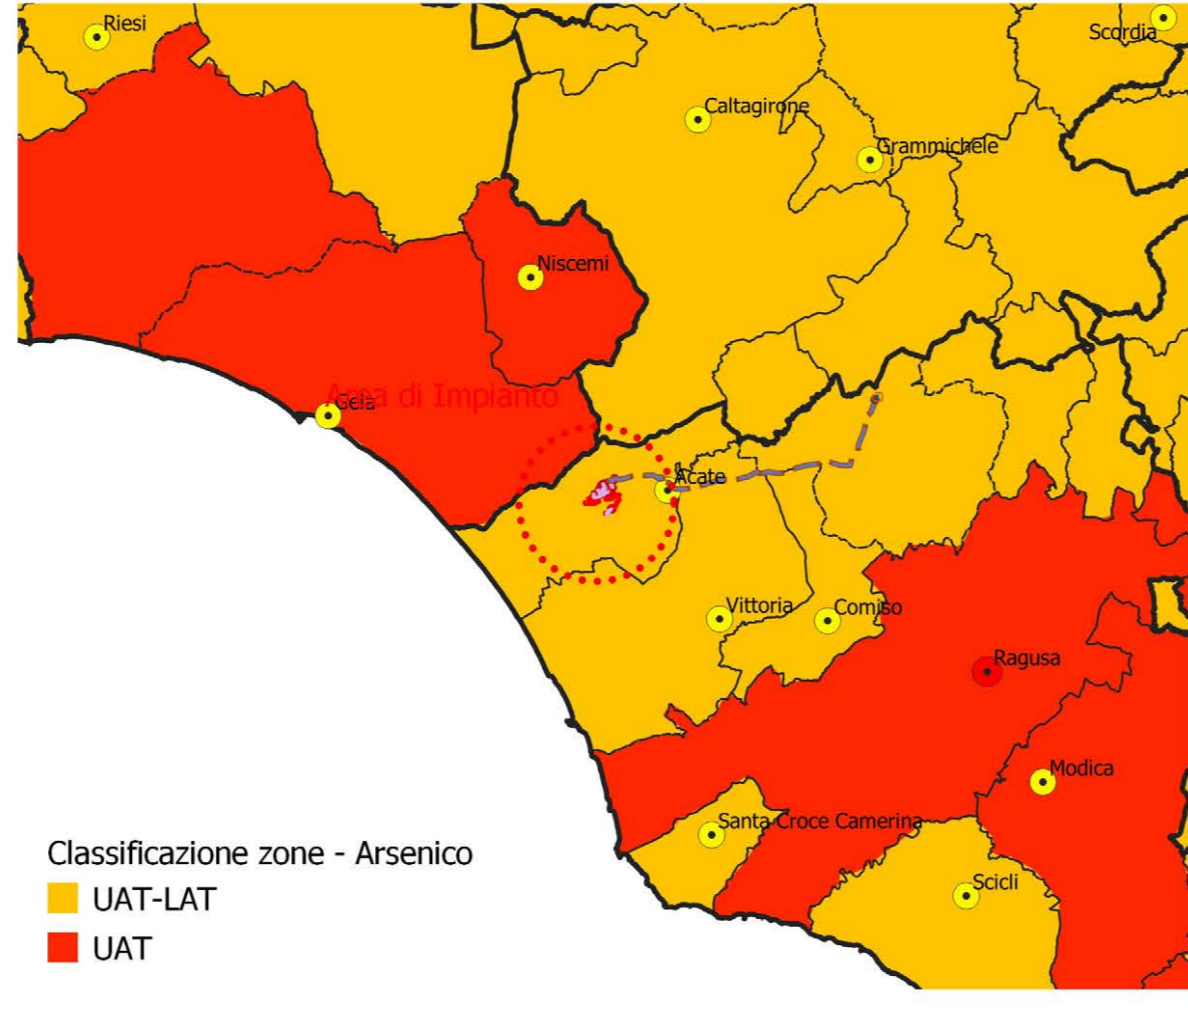 Riesi
Scordia
Caltagirone
Grammichele
Niscemi
Area di Impianto
Gela
Acate
Vittoria
Comiso
Ragusa
Modica
Santa Croce Camerina
Scicli
Classificazione zone - Arsenico
UAT-LAT
UAT